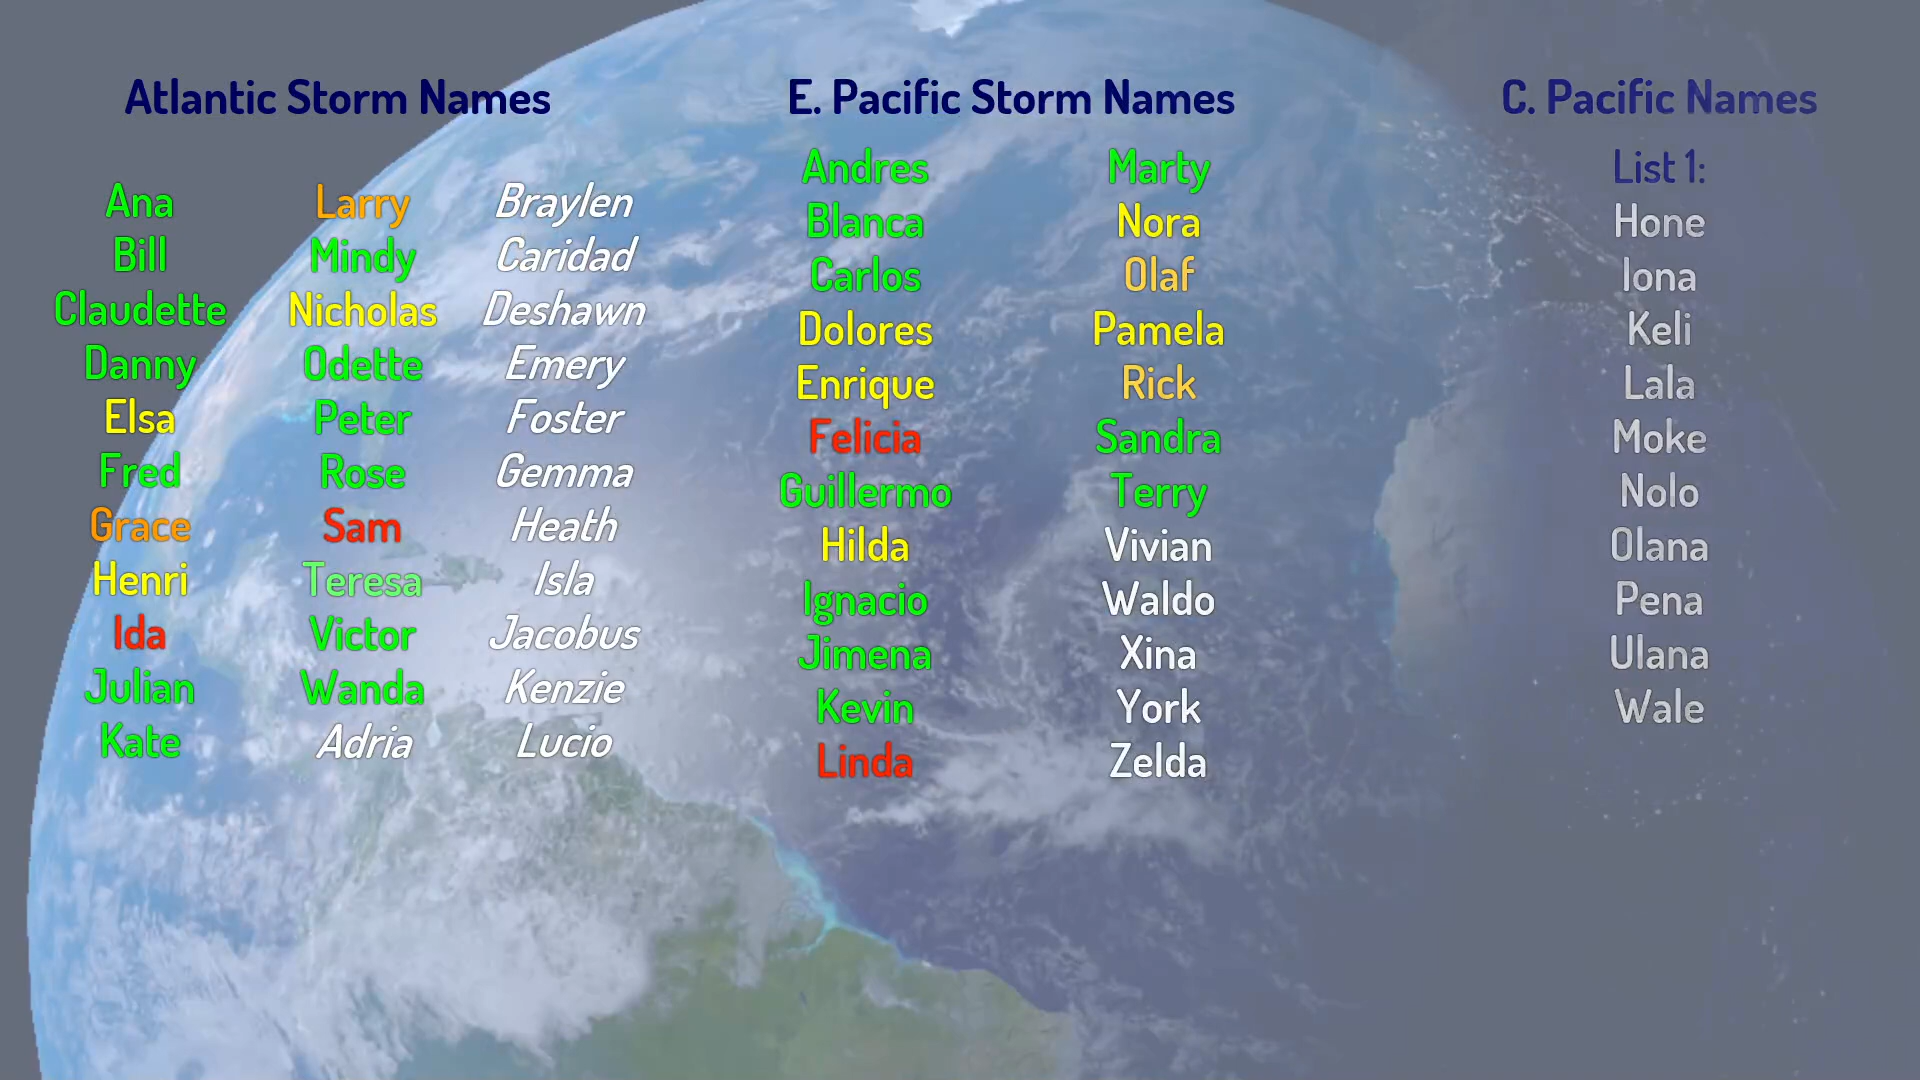 Atlantic Storm Names
Ana
Bill
Claudette
Danny
Elsa
Fred
Grace
Henri
Ida
Julian
Kate
Larry
Mindy
Nicholas
Odette
Peter
Rose
Sam
Teresa
Victor
Wanda
Adria
Braylen
Caridad
Deshawn
Emery
Foster
Gemma
Heath
Isla
Jacobus
Kenzie
Lucio
E. Pacific Storm Names
Andres
Blanca
Carlos
Dolores
Enrique
Felicia
Guillermo
Hilda
Ignacio
Jimena
Kevin
Linda
Marty
Nora
Olaf
Pamela
Rick
Sandra
Terry
Vivian
Waldo
Xina
York
Zelda
C. Pacific Names
List 1:
Hone
Iona
Keli
Lala
Moke
Nolo
Olana
Pena
Ulana
Wale